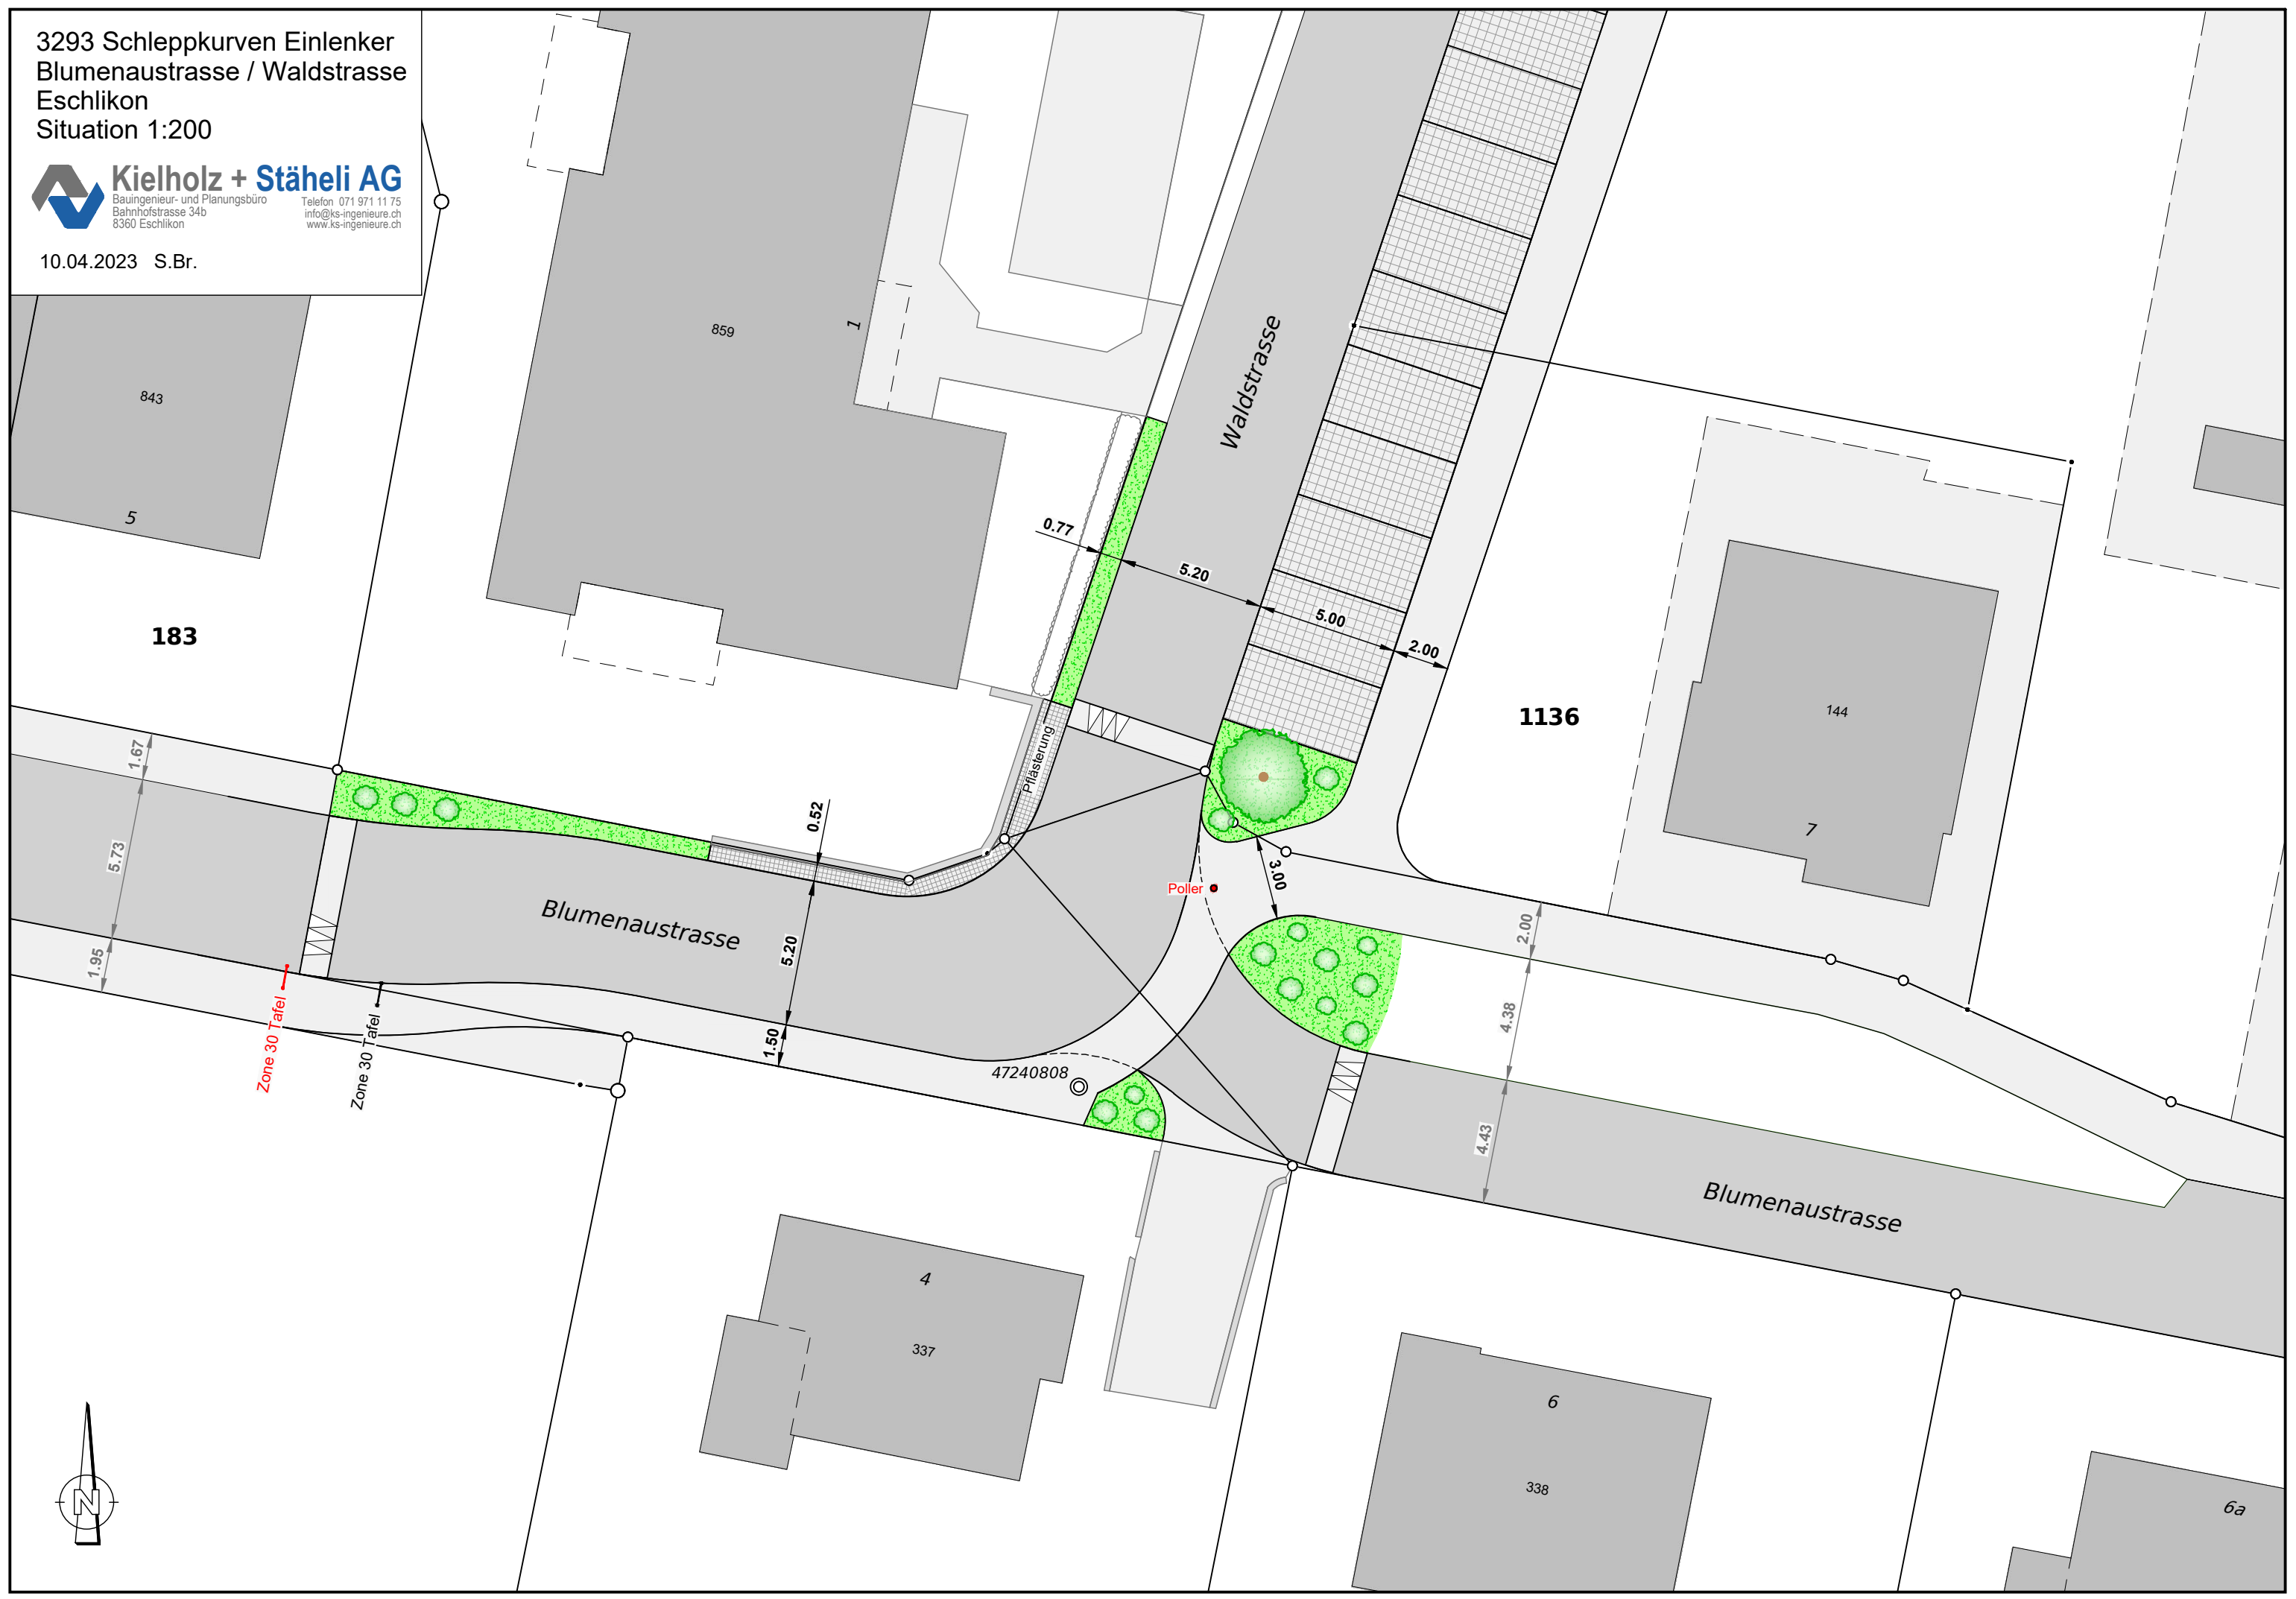 3293 Schleppkurven Einlenker
Blumenaustrasse / Waldstrasse
Eschlikon
Situation 1:200
Kielholz + Stäheli AG
Bauingenieur- und Planungsbüro
Bahnhofstrasse 34b
8360 Eschlikon
Telefon 071 971 11 75
info@ks-ingenieure.ch
www.ks-ingenieure.ch
10.04.2023 S.Br.
859
1
843
5
183
Waldstrasse
0.77
5.20
5.00
2.00
1136
144
7
Pflästerung
1.67
5.73
1.95
0.52
5.20
1.50
Blumenaustrasse
Poller
3.00
2.00
4.38
4.43
Zone 30 Tafel
Zone 30 Tafel
47240808
Blumenaustrasse
4
337
6
338
6a
N